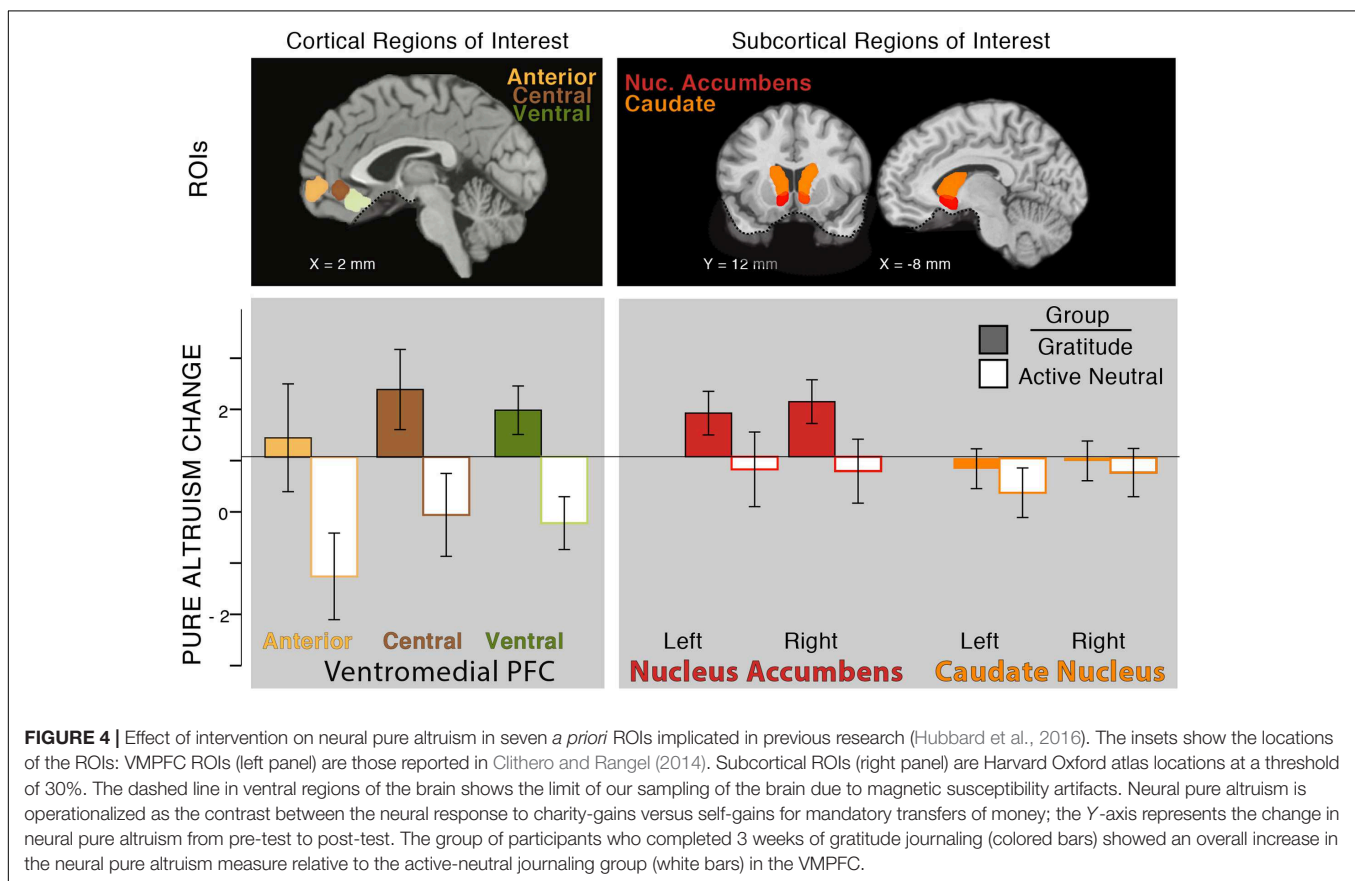 Cortical Regions of Interest
Subcortical Regions of Interest
ROIs
Anterior
Central
Ventral
X = 2 mm
Nuc. Accumbens
Caudate
Y = 12 mm
X = -8 mm
PURE ALTRUISM CHANGE
2
0
- 2
Group
Gratitude
Active Neutral
Anterior
Central
Ventral
Ventromedial PFC
Left
Right
Nucleus Accumbens
Left
Right
Caudate Nucleus
FIGURE 4 | Effect of intervention on neural pure altruism in seven a priori ROIs implicated in previous research (Hubbard et al., 2016). The insets show the locations
of the ROIs: VMPFC ROIs (left panel) are those reported in Clithero and Rangel (2014). Subcortical ROIs (right panel) are Harvard Oxford atlas locations at a threshold
of 30%. The dashed line in ventral regions of the brain shows the limit of our sampling of the brain due to magnetic susceptibility artifacts. Neural pure altruism is
operationalized as the contrast between the neural response to charity-gains versus self-gains for mandatory transfers of money; the Y-axis represents the change in
neural pure altruism from pre-test to post-test. The group of participants who completed 3 weeks of gratitude journaling (colored bars) showed an overall increase in
the neural pure altruism measure relative to the active-neutral journaling group (white bars) in the VMPFC.